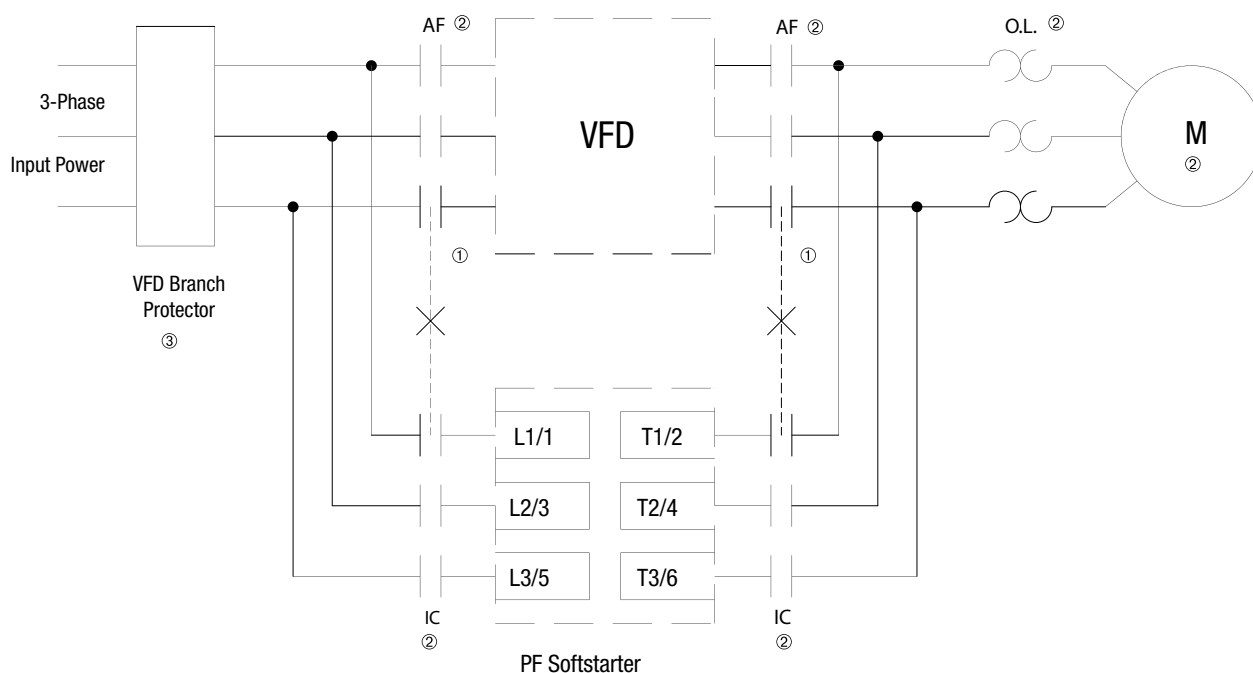 AF ②
AF ②
O.L. ②
3-Phase
Input Power
VFD
M
②
①
①
VFD Branch
Protector
③
L1/1
T1/2
L2/3
T2/4
L3/5
T3/6
IC
②
IC
②
PF Softstarter